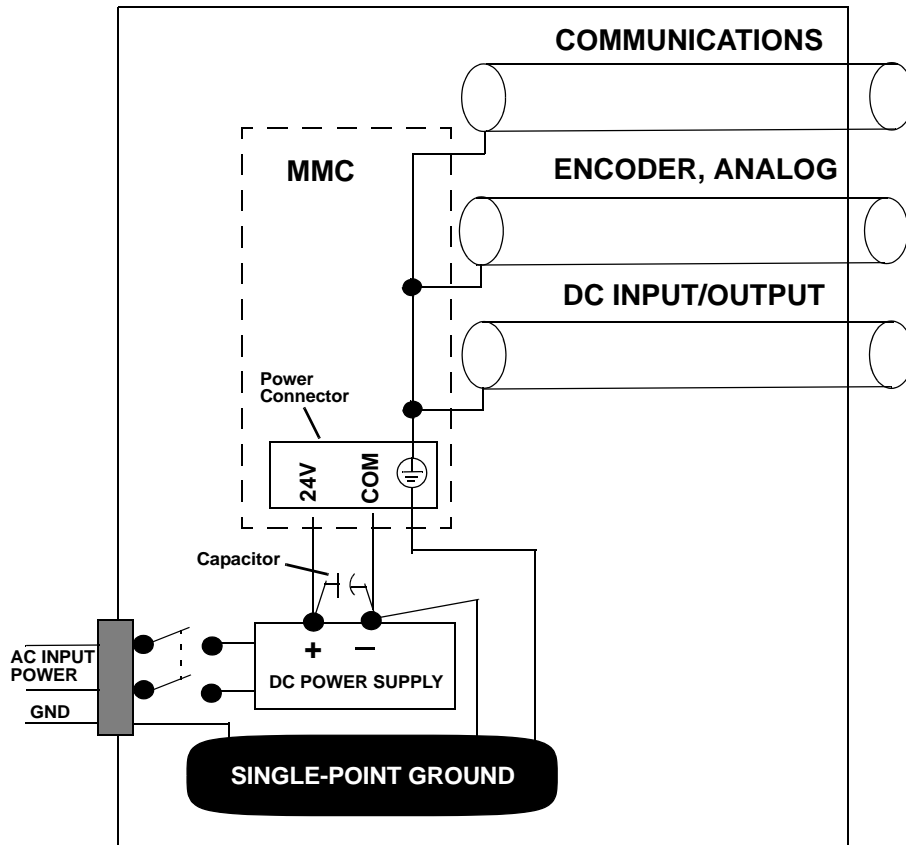 COMMUNICATIONS
MMC
ENCODER, ANALOG
DC INPUT/OUTPUT
Power
Connector
24V
COM
Capacitor
+
–
DC POWER SUPPLY
AC INPUT
POWER
GND
SINGLE-POINT GROUND